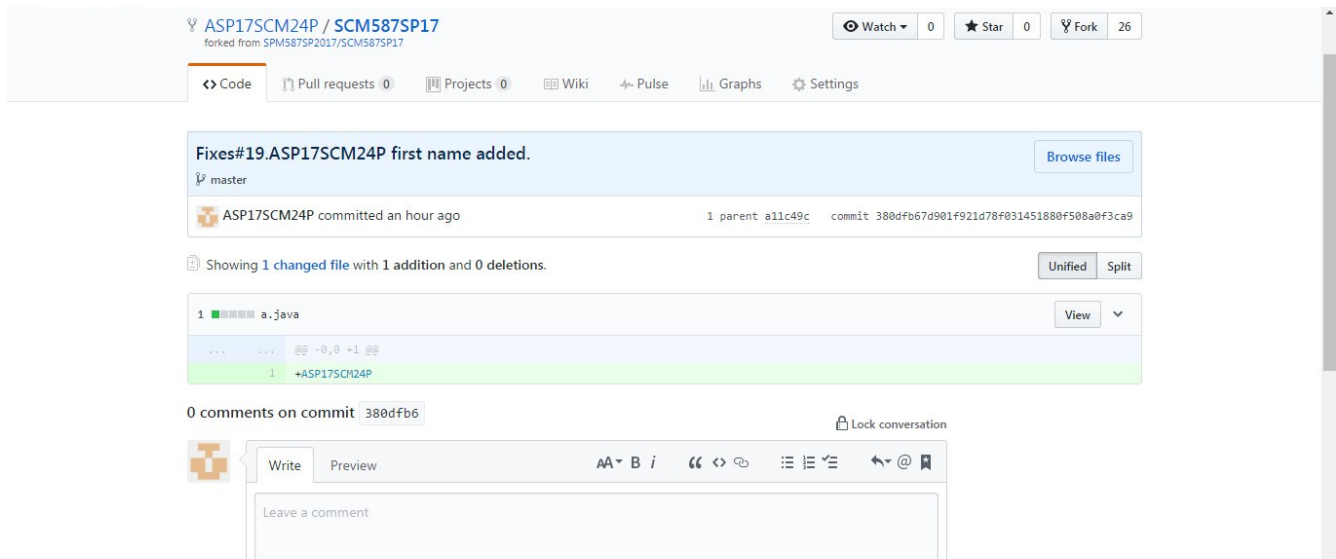 ASP17SCM24P / SCM587SP17
forked from SPM587SP2017/SCM587SP17
Watch 0 Star 0 Fork 26
Code Pull requests 0 Projects 0 Wiki Pulse Graphs Settings
Fixes#19.ASP17SCM24P first name added.
master
Browse files
ASP17SCM24P committed an hour ago 1 parent a11c49c commit 380dfb67d901f921d78f031451880f508a0f3ca9
Showing 1 changed file with 1 addition and 0 deletions. Unified Split
1 a.java View
... ... @@ -0,0 +1 @@
1 +ASP17SCM24P
0 comments on commit 380dfb6
Lock conversation
Write Preview AA B i “ <> @
Leave a comment